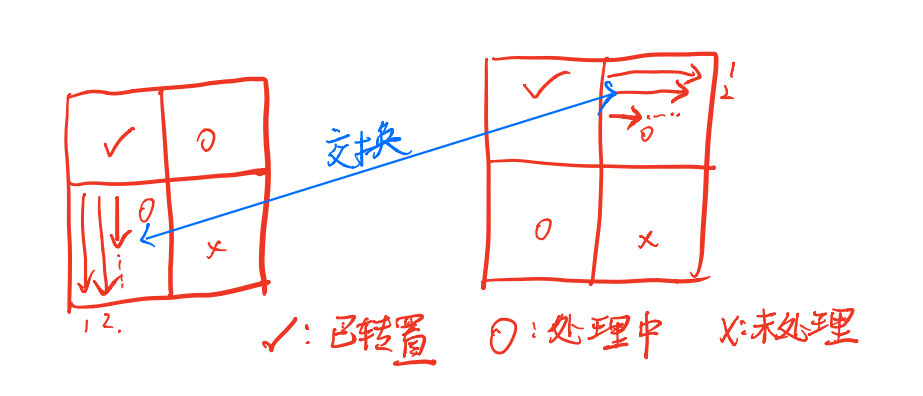 ✓ O
O x
1 2.
交换
✓ 1
2
O
O x
✓: 已转置 O: 处理中 X:未处理